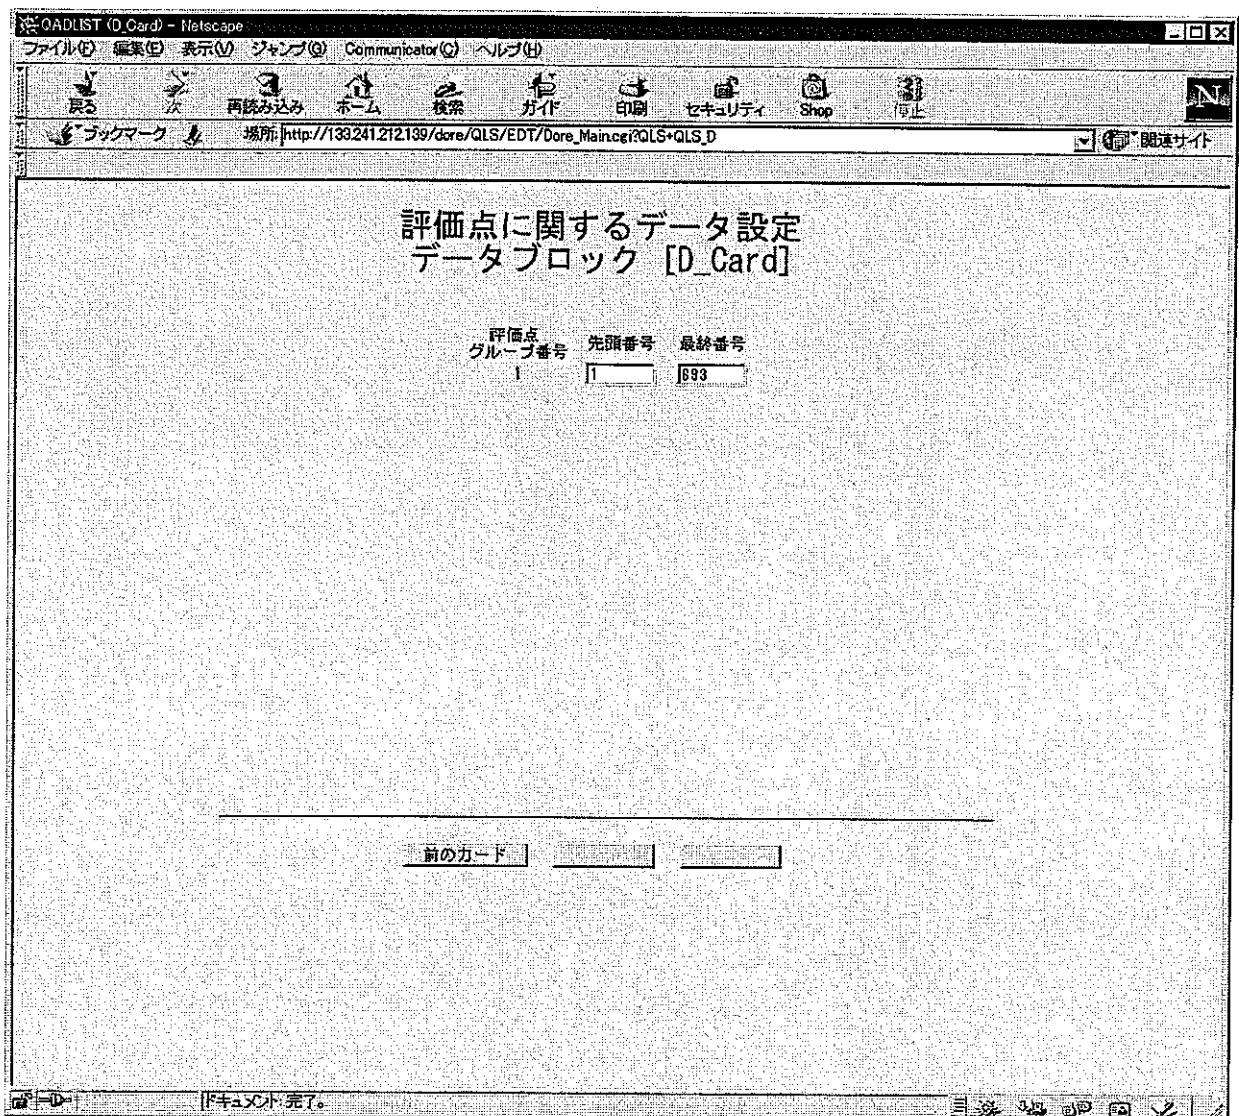 QADLIST (D_Card) - Netscape
ファイル(F) 編集(E) 表示(V) ジャンプ(G) Communicator(C) ヘルプ(H)
戻る 次 再読み込み ホーム 検索 ガイド 印刷 セキュリティ Shop 停止
N
ブックマーク 場所: http://133.241.212.139/dore/QLS/EDT/Dore_Main.cgi?QLS+QLS_D 関連サイト
評価点に関するデータ設定
データブロック [D_Card]
評価点
グループ番号 先頭番号 最終番号
1 1 693
前のカード
ドキュメント: 完了。